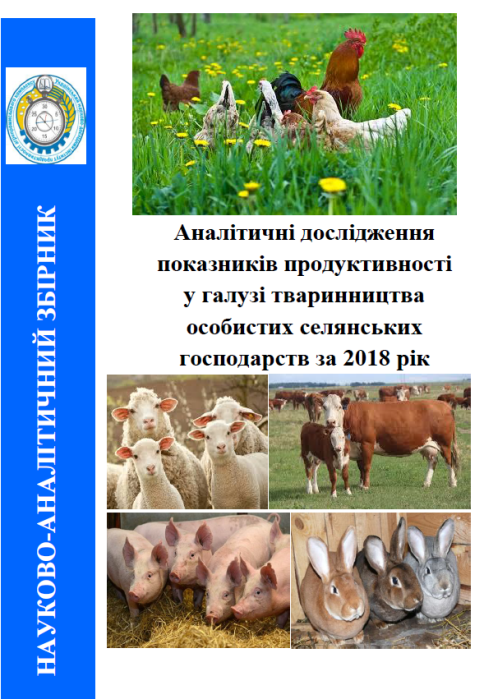 Аналітичні дослідження
показників продуктивності
у галузі тваринництва
особистих селянських
господарств за 2018 рік
НАУКОВО-АНАЛІТИЧНИЙ ЗБІРНИК